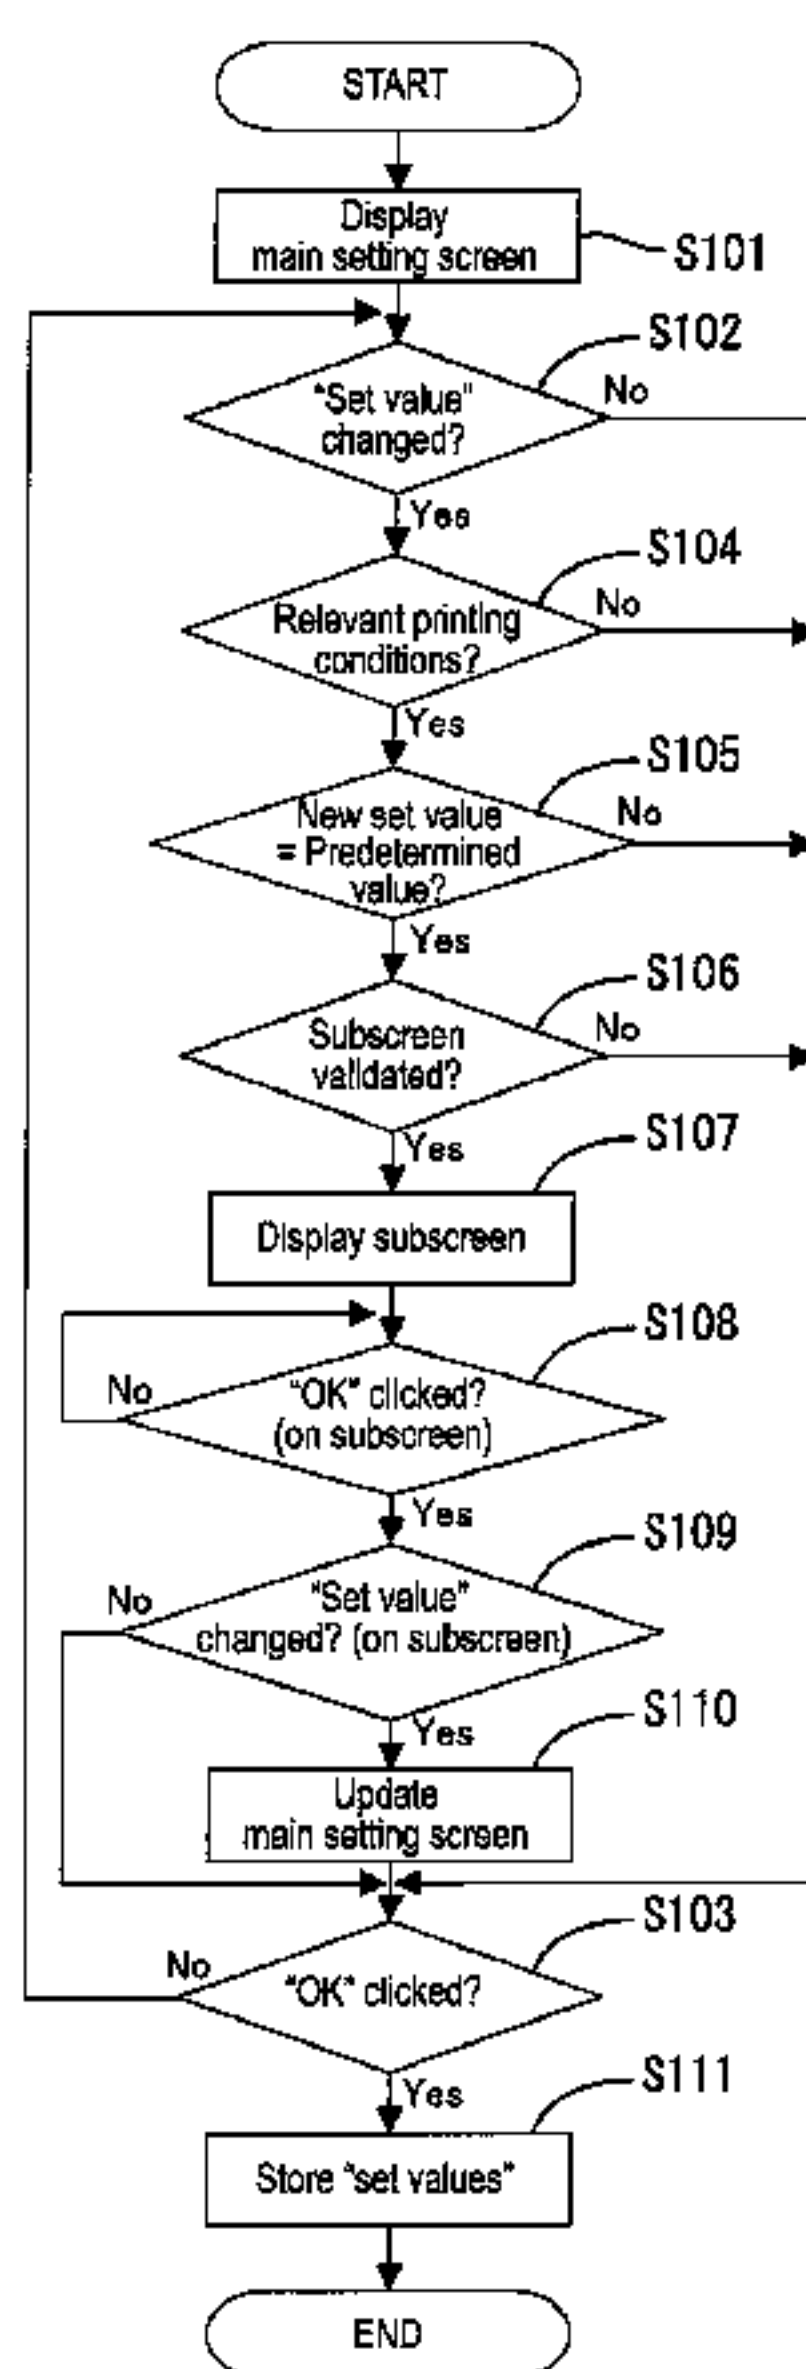 START
Display
main setting screen
S101
S102
"Set value"
changed?
No
Yes
S104
Relevant printing
conditions?
No
Yes
S105
New set value
= Predetermined
value?
No
Yes
S106
Subscreen
validated?
No
Yes
S107
Display subscreen
S108
"OK" clicked?
(on subscreen)
No
Yes
S109
"Set value"
changed? (on subscreen)
No
Yes
S110
Update
main setting screen
S103
"OK" clicked?
No
Yes
S111
Store "set values"
END